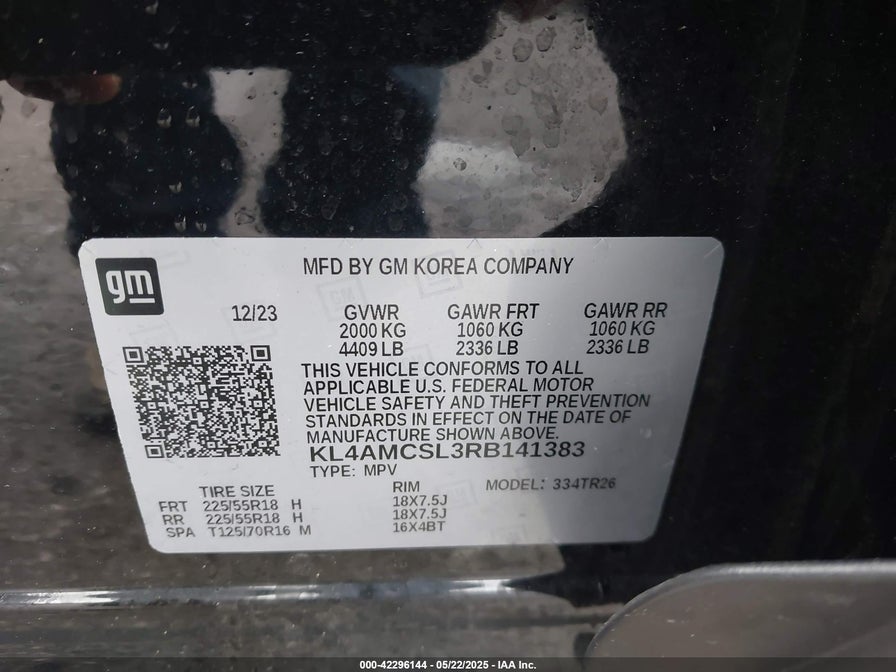 gm
MFD BY GM KOREA COMPANY
12/23
GVWR GAWR FRT GAWR RR
2000 KG 1060 KG 1060 KG
4409 LB 2336 LB 2336 LB
THIS VEHICLE CONFORMS TO ALL
APPLICABLE U.S. FEDERAL MOTOR
VEHICLE SAFETY AND THEFT PREVENTION
STANDARDS IN EFFECT ON THE DATE OF
MANUFACTURE SHOWN ABOVE.
KL4AMCSL3RB141383
TYPE: MPV
TIRE SIZE RIM MODEL: 334TR26
FRT 225/55R18 H 18X7.5J
RR 225/55R18 H 18X7.5J
SPA T125/70R16 M 16X4BT
000-42296144 - 05/22/2025 - IAA Inc.